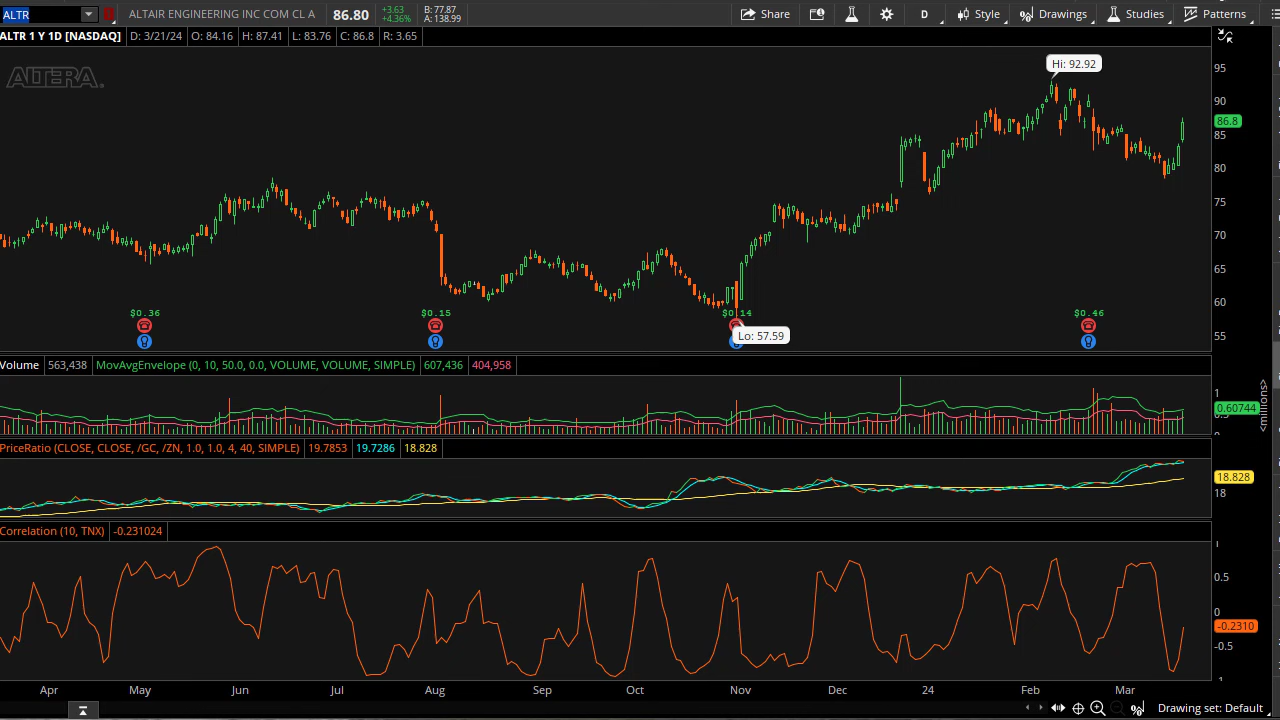 ALTR ALTAIR ENGINEERING INC COM CL A 86.80 +3.63 +4.36% B: 77.87 A: 138.99 Share D Style Drawings Studies Patterns
ALTR 1 Y 1D [NASDAQ] D: 3/21/24 O: 84.16 H: 87.41 L: 83.76 C: 86.8 R: 3.65
ALTERA.
Hi: 92.92
95
90
86.8
85
80
75
70
65
60
55
$0.36 $0.15 $0.14 $0.46
Lo: 57.59
Volume 563,438 MovAvgEnvelope (0, 10, 50.0, 0.0, VOLUME, VOLUME, SIMPLE) 607,436 404,958
1
0.60744
<millions>
PriceRatio (CLOSE, CLOSE, /GC, /ZN, 1.0, 1.0, 4, 40, SIMPLE) 19.7853 19.7286 18.828
18.828
18
Correlation (10, TNX) -0.231024
1
0.5
0
-0.2310
-0.5
-1
Apr May Jun Jul Aug Sep Oct Nov Dec 24 Feb Mar
Drawing set: Default